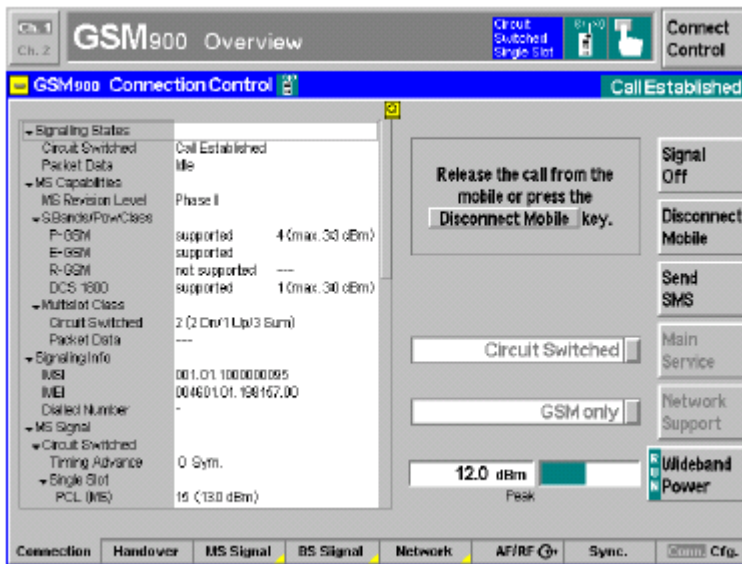 Ch. 1
Ch. 2
GSM900 Overview
Circuit
Switched
Single Slot
Connect
Control
GSM900 Connection Control
Call Established
Signaling States
Circuit Switched Call Established
Packet Data Idle
MS Capabilities
MS Revision Level Phase II
S.Bands/Pow.Class
P-GSM supported 4 (max. 33 dBm)
E-GSM supported
R-GSM not supported ---
DCS 1800 supported 1 (max. 30 dBm)
Multislot Class
Circuit Switched 2 (2 Dn/1 Up/3 Sum)
Packet Data ---
Signaling Info
IMSI 001.01.1000000095
IMEI 004601.01.198167.00
Dialled Number -
MS Signal
Circuit Switched
Timing Advance 0 Sym.
Single Slot
PCL (MS) (13.0 dBm)
Release the call from the
mobile or press the
Disconnect Mobile key.
Signal
Off
Disconnect
Mobile
Send
SMS
Circuit Switched
Main
Service
GSM only
Network
Support
12.0 dBm
Peak
RUN
Wideband
Power
Connection Handover MS Signal BS Signal Network AF/RF Sync. Conn. Cfg.